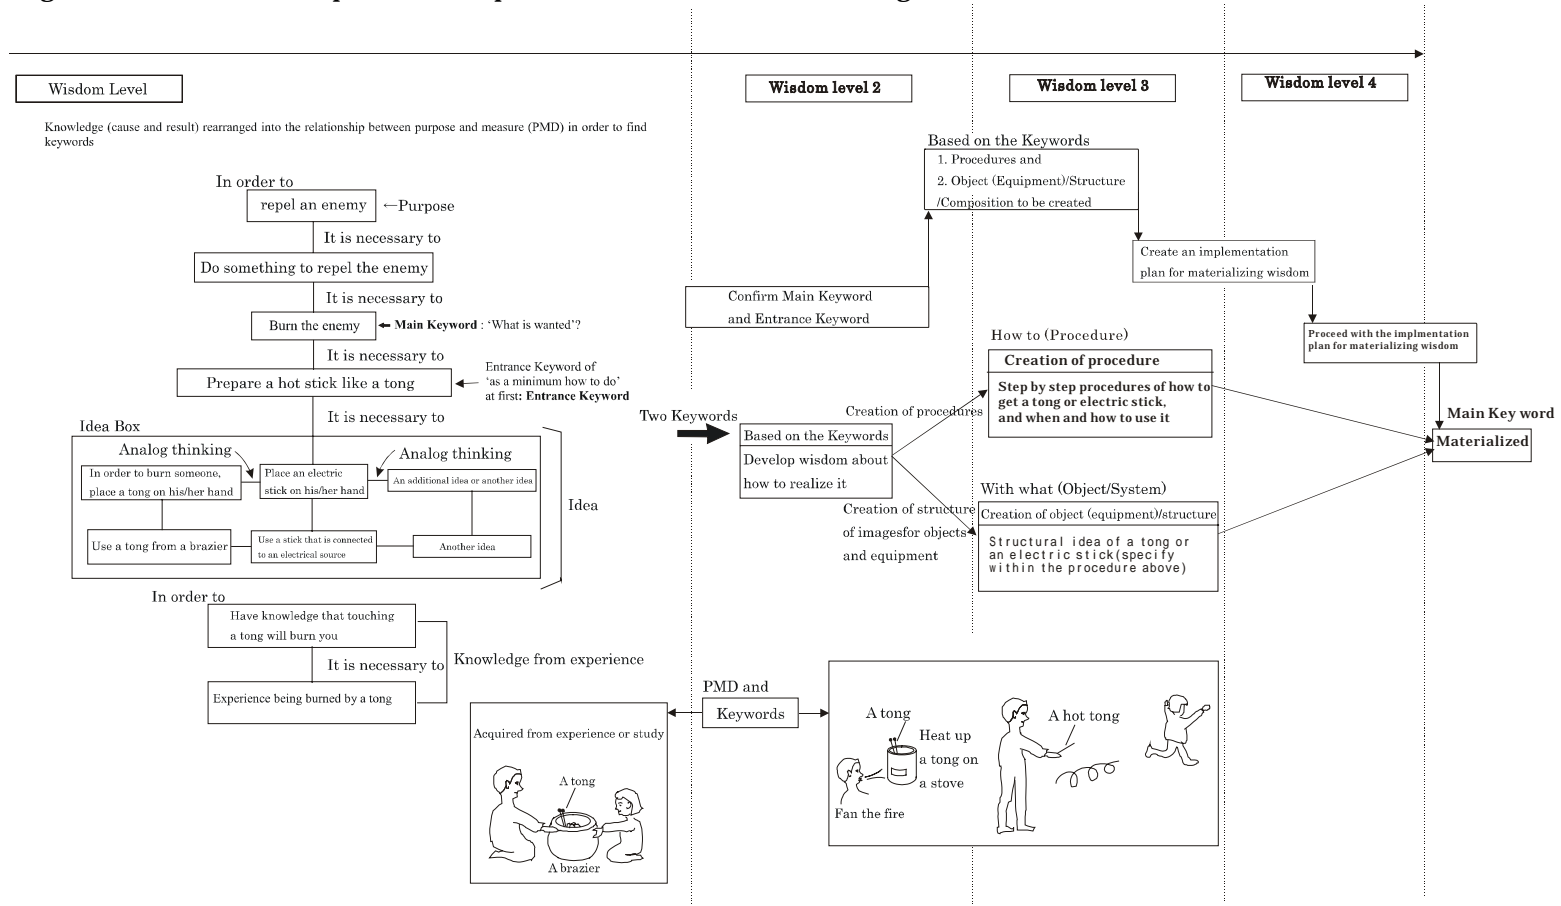 Wisdom Level
Wisdom level 2
Wisdom level 3
Wisdom level 4
Knowledge (cause and result) rearranged into the relationship between purpose and measure (PMD) in order to find
keywords
In order to
repel an enemy
←Purpose
It is necessary to
Do something to repel the enemy
It is necessary to
Burn the enemy
Main Keyword : ‘What is wanted’?
It is necessary to
Prepare a hot stick like a tong
Entrance Keyword of
‘as a minimum how to do’
at first: Entrance Keyword
It is necessary to
Idea Box
Analog thinking
Analog thinking
In order to burn someone,
place a tong on his/her hand
Place an electric
stick on his/her hand
An additional idea or another idea
Use a tong from a brazier
Use a stick that is connected
to an electrical source
Another idea
Idea
In order to
Have knowledge that touching
a tong will burn you
It is necessary to
Experience being burned by a tong
Knowledge from experience
Acquired from experience or study
A tong
A brazier
PMD and
Keywords
A tong
Heat up
a tong on
a stove
Fan the fire
A hot tong
Confirm Main Keyword
and Entrance Keyword
Based on the Keywords
1. Procedures and
2. Object (Equipment)/Structure
/Composition to be created
Create an implementation
plan for materializing wisdom
Proceed with the implmentation
plan for materializing wisdom
Two Keywords
Based on the Keywords
Develop wisdom about
how to realize it
Creation of procedures
Creation of structure
of imagesfor objects
and equipment
How to (Procedure)
Creation of procedure
Step by step procedures of how to
get a tong or electric stick,
and when and how to use it
With what (Object/System)
Creation of object (equipment)/structure
Structural idea of a tong or
an electric stick(specify
within the procedure above)
Main Key word
Materialized